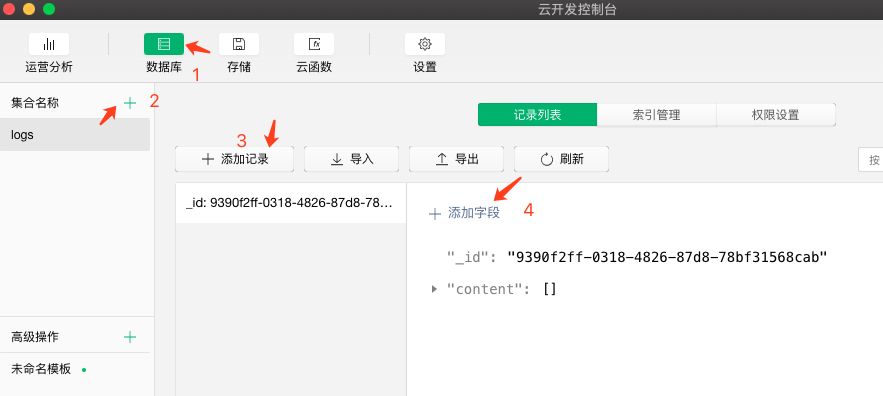 云开发控制台
运营分析 数据库 存储 云函数 设置
1
集合名称 2
logs
记录列表 索引管理 权限设置
3
添加记录 导入 导出 刷新 按
_id: 9390f2ff-0318-4826-87d8-78...
添加字段 4
"_id": "9390f2ff-0318-4826-87d8-78bf31568cab"
"content": []
高级操作
未命名模板